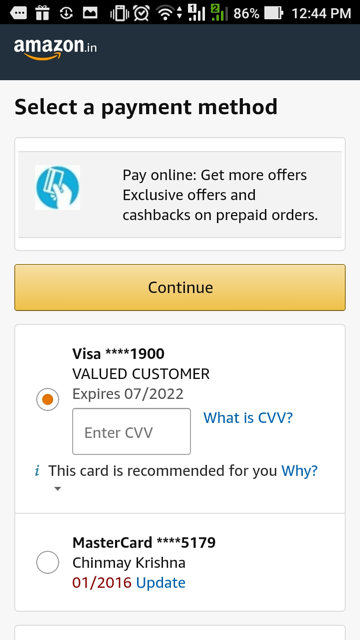 86% 12:44 PM
amazon.in
Select a payment method
Pay online: Get more offers
Exclusive offers and
cashbacks on prepaid orders.
Continue
Visa ****1900
VALUED CUSTOMER
Expires 07/2022
Enter CVV
What is CVV?
i This card is recommended for you Why?
MasterCard ****5179
Chinmay Krishna
01/2016 Update